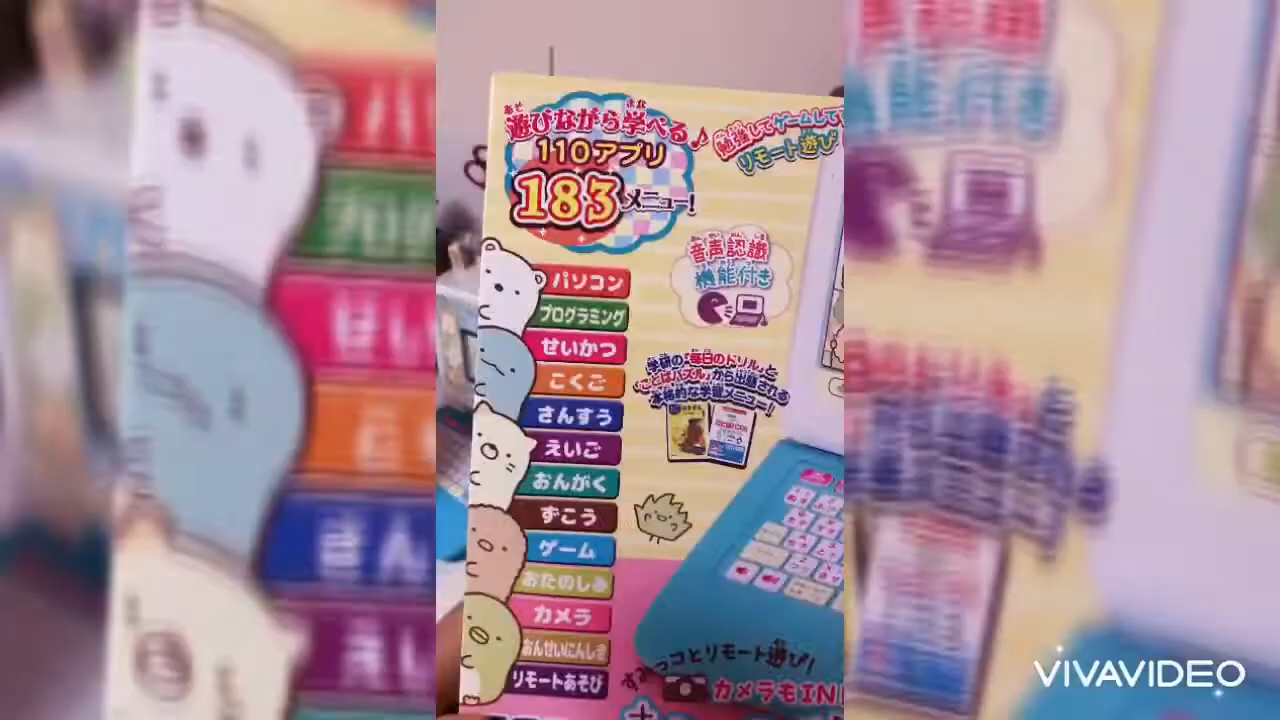 遊びながら学べる♪
110アプリ
183メニュー!
勉強してゲームして
リモート遊び
音声認識
機能付き
パソコン
プログラミング
せいかつ
こくご
さんすう
えいご
おんがく
ずこう
ゲーム
おたのしみ
カメラ
おんせいにんしき
リモートあそび
学研の「毎日のドリル」と
「ことばパズル」から出題される
本格的な学習メニュー!
すみっコとリモート遊び!
カメラもIN
VIVAVIDEO